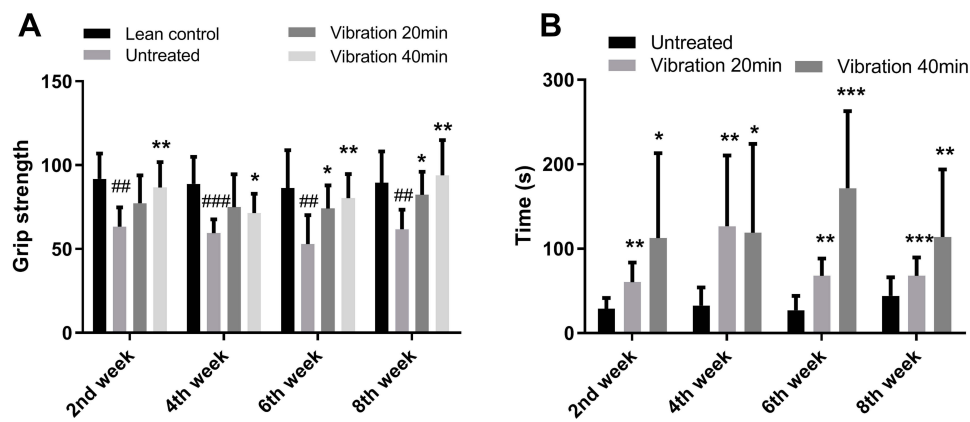 A
Lean control
Untreated
Vibration 20min
Vibration 40min
Grip strength
150
100
50
0
## **
### *
## * **
## * **
2nd week
4th week
6th week
8th week
B
Untreated
Vibration 20min
Vibration 40min
Time (s)
300
200
100
0
** *
** *
** ***
*** **
2nd week
4th week
6th week
8th week